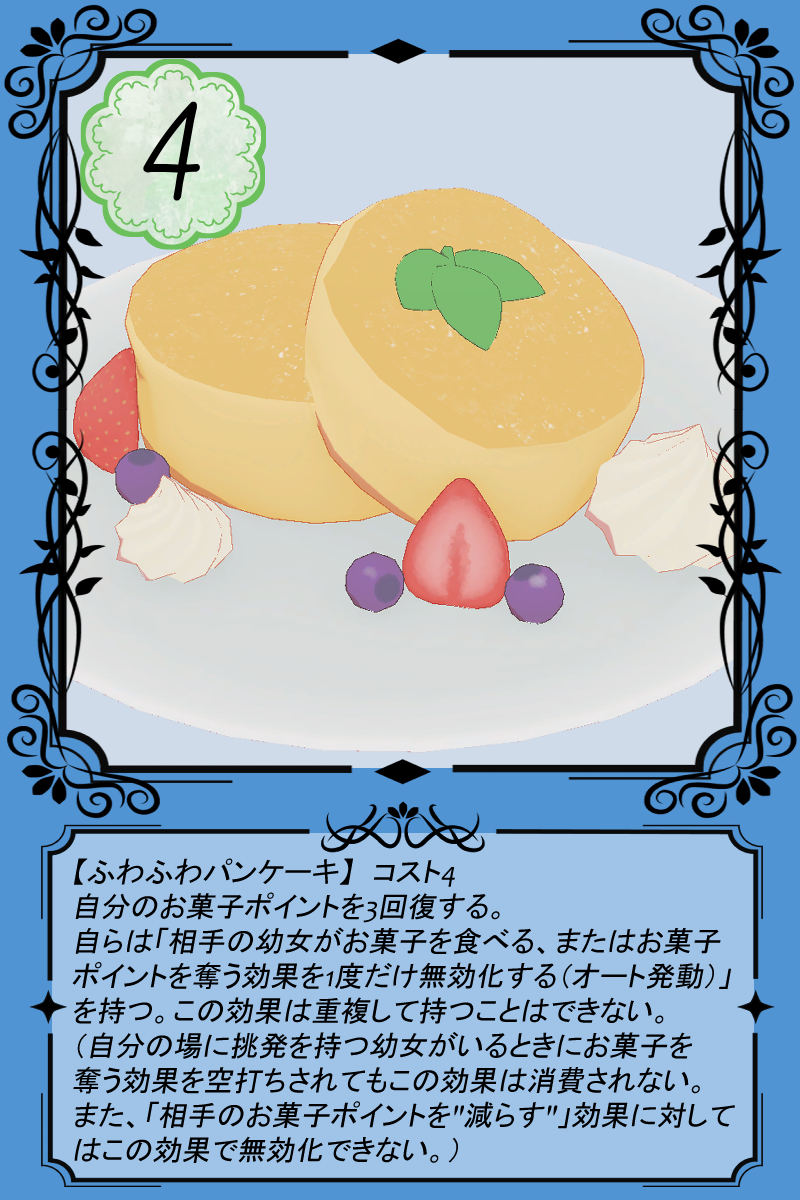 4
【ふわふわパンケーキ】 コスト4
自分のお菓子ポイントを3回復する。
自らは「相手の幼女がお菓子を食べる、またはお菓子
ポイントを奪う効果を1度だけ無効化する（オート発動）」
を持つ。この効果は重複して持つことはできない。
（自分の場に挑発を持つ幼女がいるときにお菓子を
奪う効果を空打ちされてもこの効果は消費されない。
また、「相手のお菓子ポイントを"減らす"」効果に対して
はこの効果で無効化できない。）